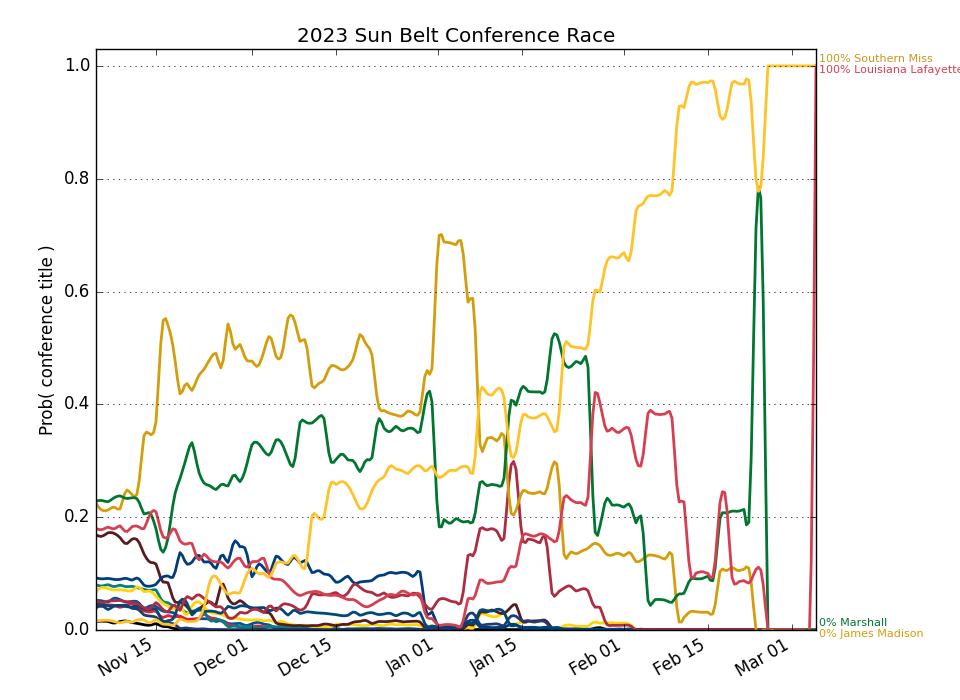 2023 Sun Belt Conference Race
Prob( conference title )
1.0
0.8
0.6
0.4
0.2
0.0
100% Southern Miss
100% Louisiana Lafayette
0% Marshall
0% James Madison
Nov 15
Dec 01
Dec 15
Jan 01
Jan 15
Feb 01
Feb 15
Mar 01